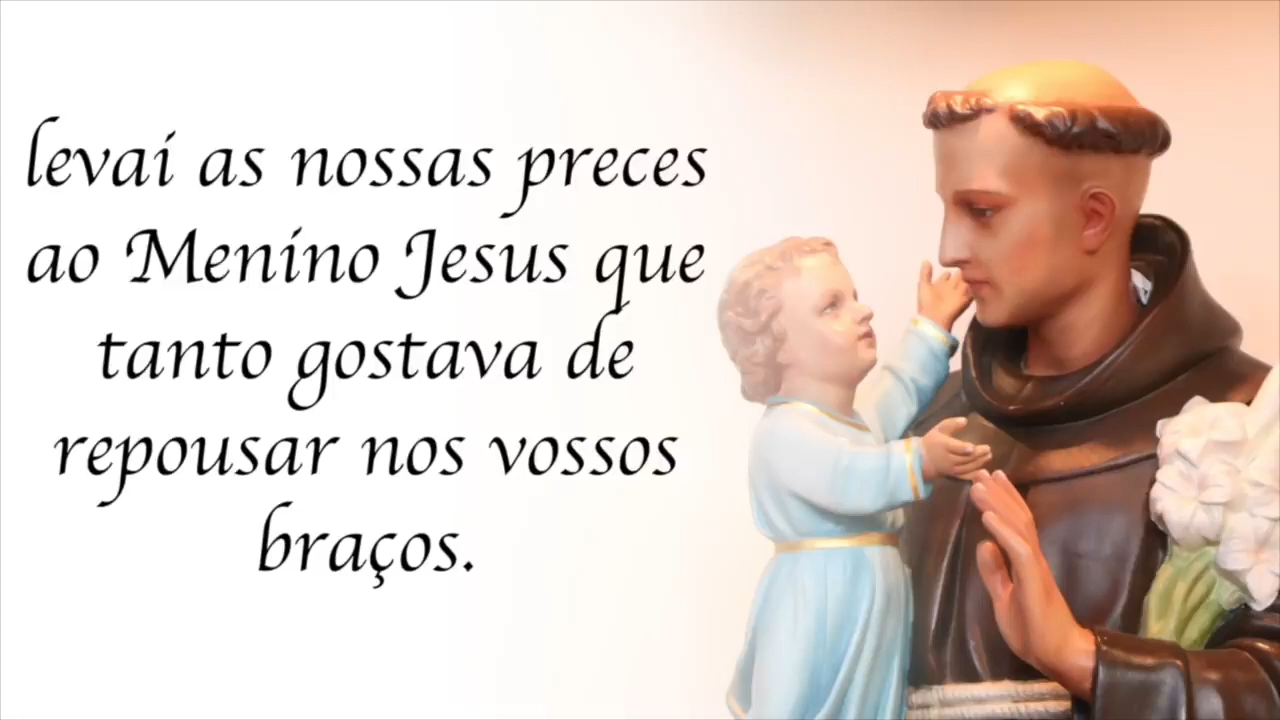 levai as nossas preces
ao Menino Jesus que
tanto gostava de
repousar nos vossos
braços.